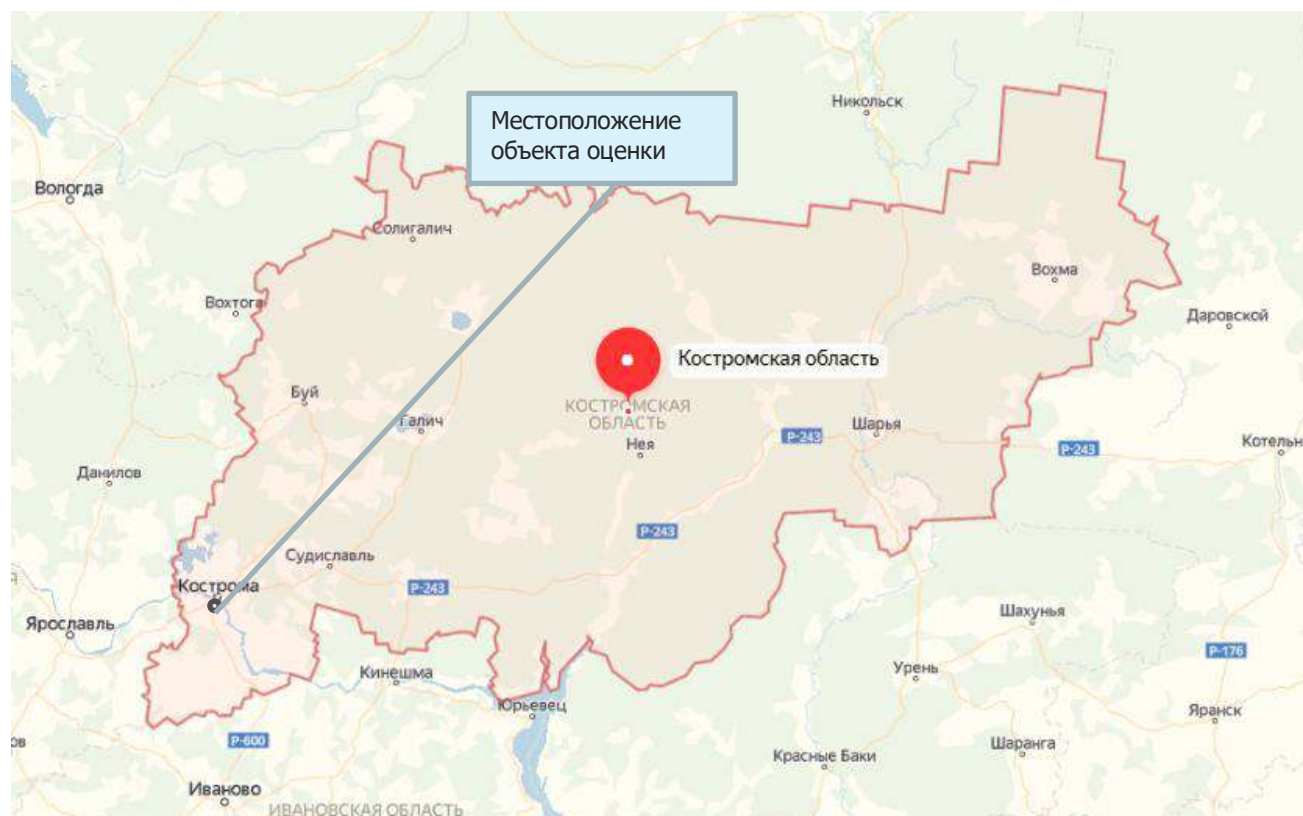 Местоположение
объекта оценки
Никольск
Вологда
Солигалич
Вохма
Вохтога
Даровской
Костромская область
Буй
КОСТРОМСКАЯ
ОБЛАСТЬ
Галич
Шарья
Р-243
Нея
Р-243
Котельн
Данилов
Р-243
Судиславль
Кострома
Р-243
Ярославль
Шахунья
Р-176
Кинешма
Урень
Юрьевец
Яранск
Р-600
Шаранга
Красные Баки
Иваново
ИВАНОВСКАЯ ОБЛАСТЬ